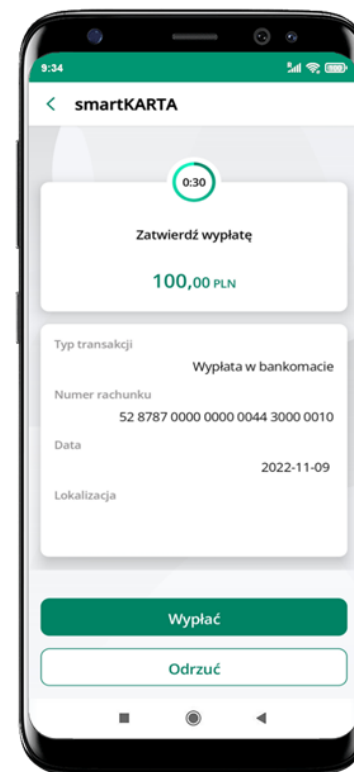 9:34
smartKARTA
0:30
Zatwierdź wypłatę
100,00 PLN
Typ transakcji
Wypłata w bankomacie
Numer rachunku
52 8787 0000 0000 0044 3000 0010
Data
2022-11-09
Lokalizacja
Wypłać
Odrzuć